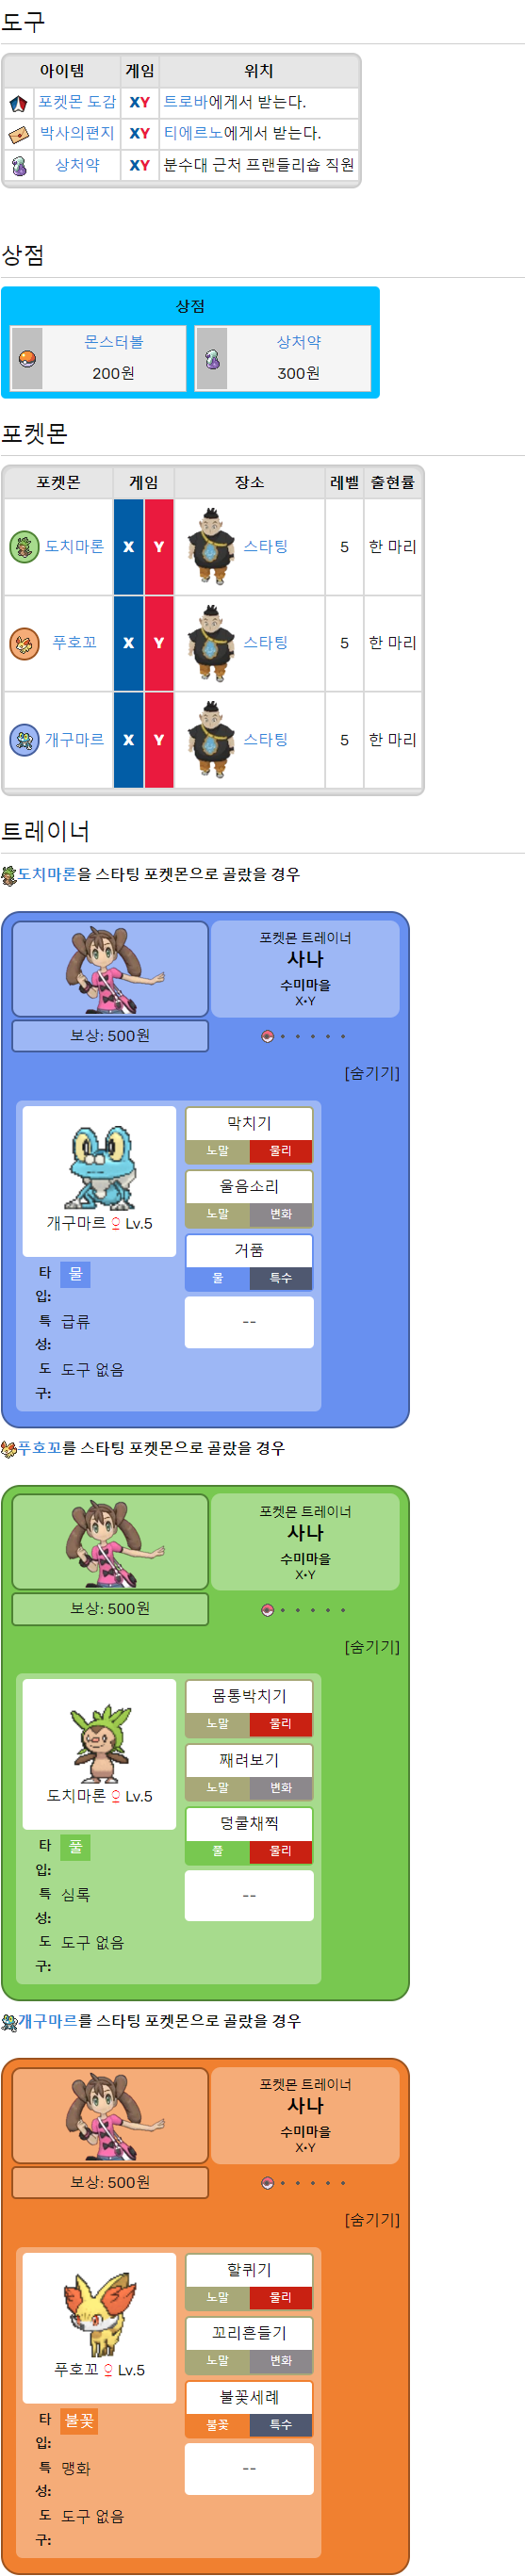 도구
아이템 게임 위치
포켓몬 도감 XY 트로바에게서 받는다.
박사의편지 XY 티에르노에게서 받는다.
상처약 XY 분수대 근처 프랜들리숍 직원
상점
상점
몬스터볼 상처약
200원 300원
포켓몬
포켓몬 게임 장소 레벨 출현률
도치마론 X Y 스타팅 5 한 마리
푸호꼬 X Y 스타팅 5 한 마리
개구마르 X Y 스타팅 5 한 마리
트레이너
도치마론을 스타팅 포켓몬으로 골랐을 경우
포켓몬 트레이너
사나
수미마을
X•Y
보상: 500원
[숨기기]
개구마르 ♀ Lv.5
타입: 물
특성: 급류
도구: 도구 없음
막치기
노말 물리
울음소리
노말 변화
거품
물 특수
--
푸호꼬를 스타팅 포켓몬으로 골랐을 경우
포켓몬 트레이너
사나
수미마을
X•Y
보상: 500원
[숨기기]
도치마론 ♀ Lv.5
타입: 풀
특성: 심록
도구: 도구 없음
몸통박치기
노말 물리
째려보기
노말 변화
덩쿨채찍
풀 물리
--
개구마르를 스타팅 포켓몬으로 골랐을 경우
포켓몬 트레이너
사나
수미마을
X•Y
보상: 500원
[숨기기]
푸호꼬 ♀ Lv.5
타입: 불꽃
특성: 맹화
도구: 도구 없음
할퀴기
노말 물리
꼬리흔들기
노말 변화
불꽃세례
불꽃 특수
--